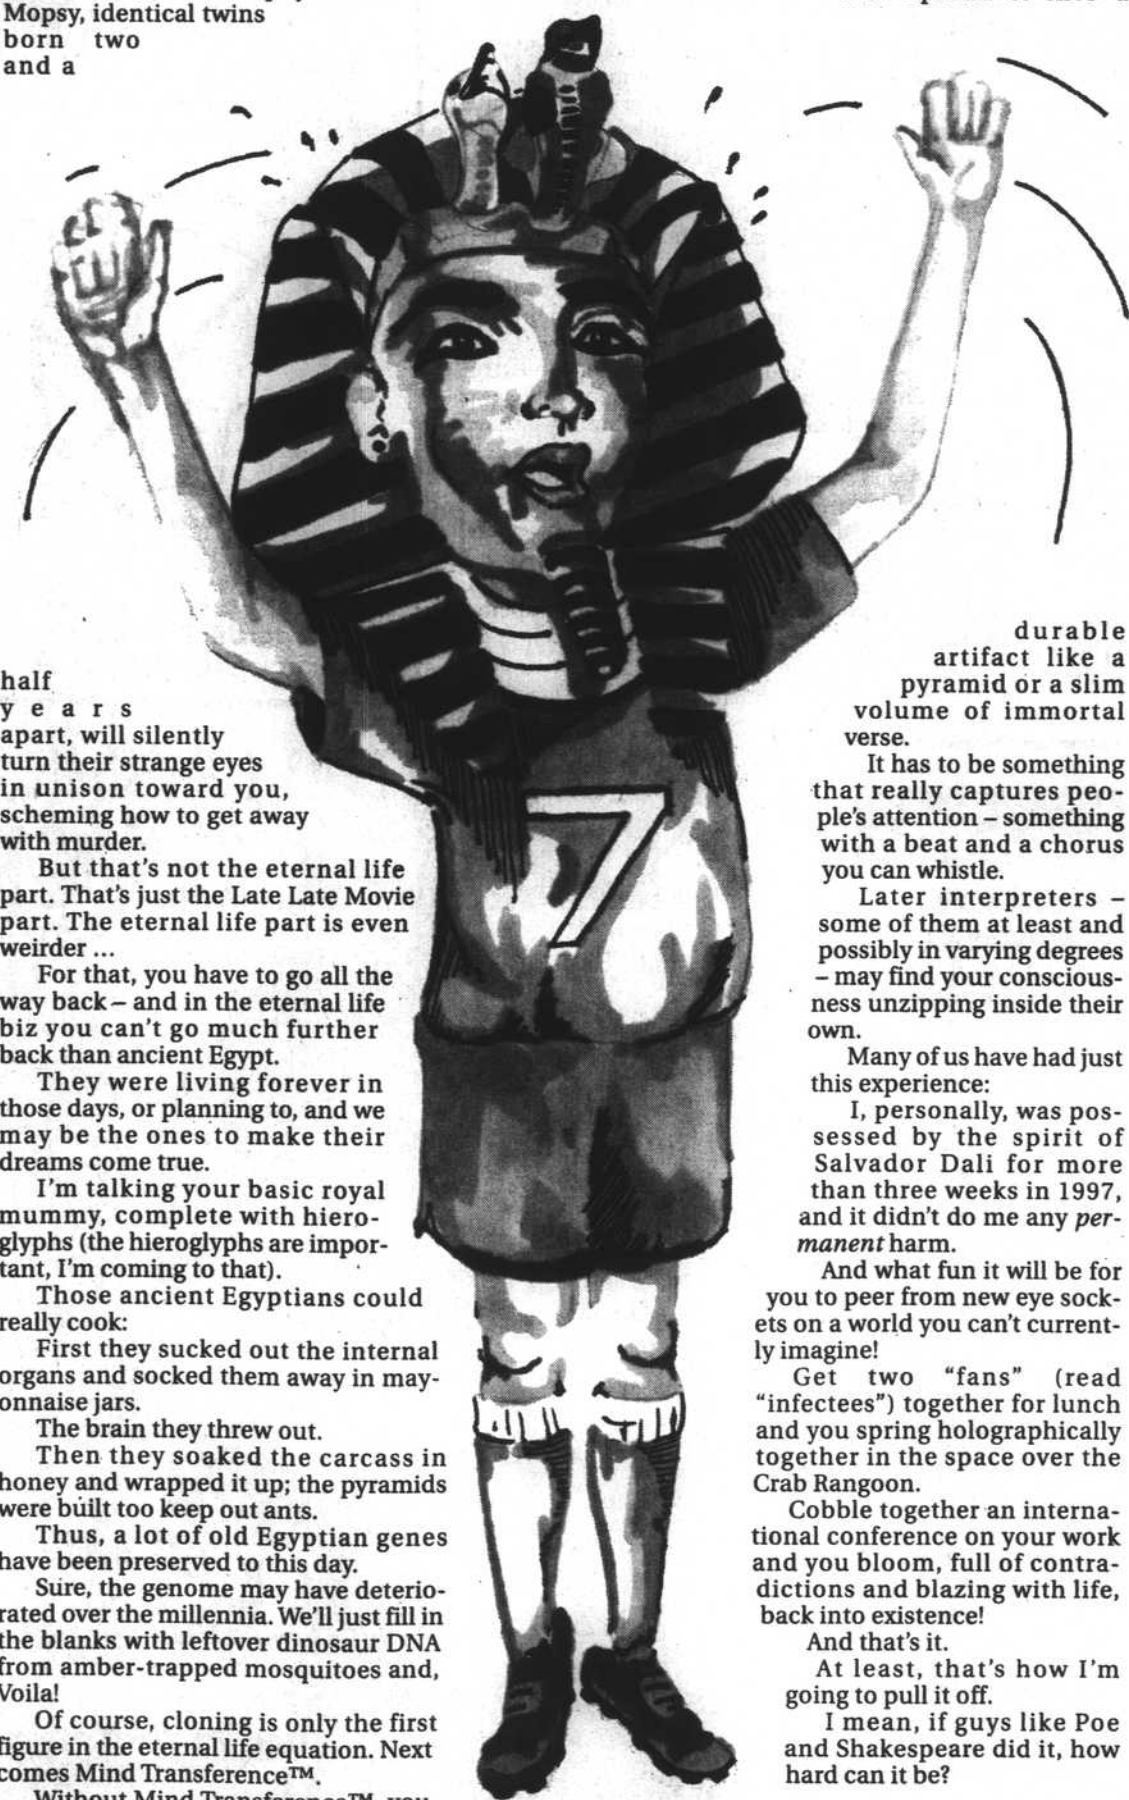 Mopsy, identical twins
born two
and a
half
years
apart, will silently
turn their strange eyes
in unison toward you,
scheming how to get away
with murder.
But that's not the eternal life
part. That's just the Late Late Movie
part. The eternal life part is even
weirder ...
For that, you have to go all the
way back – and in the eternal life
biz you can't go much further
back than ancient Egypt.
They were living forever in
those days, or planning to, and we
may be the ones to make their
dreams come true.
I'm talking your basic royal
mummy, complete with hiero-
glyphs (the hieroglyphs are impor-
tant, I'm coming to that).
Those ancient Egyptians could
really cook:
First they sucked out the internal
organs and socked them away in may-
onnaise jars.
The brain they threw out.
Then they soaked the carcass in
honey and wrapped it up; the pyramids
were built too keep out ants.
Thus, a lot of old Egyptian genes
have been preserved to this day.
Sure, the genome may have deterio-
rated over the millennia. We'll just fill in
the blanks with leftover dinosaur DNA
from amber-trapped mosquitoes and,
Voila!
Of course, cloning is only the first
figure in the eternal life equation. Next
comes Mind Transference™.
Without Mind Transference™, you
7
durable
artifact like a
pyramid or a slim
volume of immortal
verse.
It has to be something
that really captures peo-
ple's attention – something
with a beat and a chorus
you can whistle.
Later interpreters –
some of them at least and
possibly in varying degrees
– may find your conscious-
ness unzipping inside their
own.
Many of us have had just
this experience:
I, personally, was pos-
sessed by the spirit of
Salvador Dali for more
than three weeks in 1997,
and it didn't do me any per-
manent harm.
And what fun it will be for
you to peer from new eye sock-
ets on a world you can't current-
ly imagine!
Get two "fans" (read
"infectees") together for lunch
and you spring holographically
together in the space over the
Crab Rangoon.
Cobble together an interna-
tional conference on your work
and you bloom, full of contra-
dictions and blazing with life,
back into existence!
And that's it.
At least, that's how I'm
going to pull it off.
I mean, if guys like Poe
and Shakespeare did it, how
hard can it be?